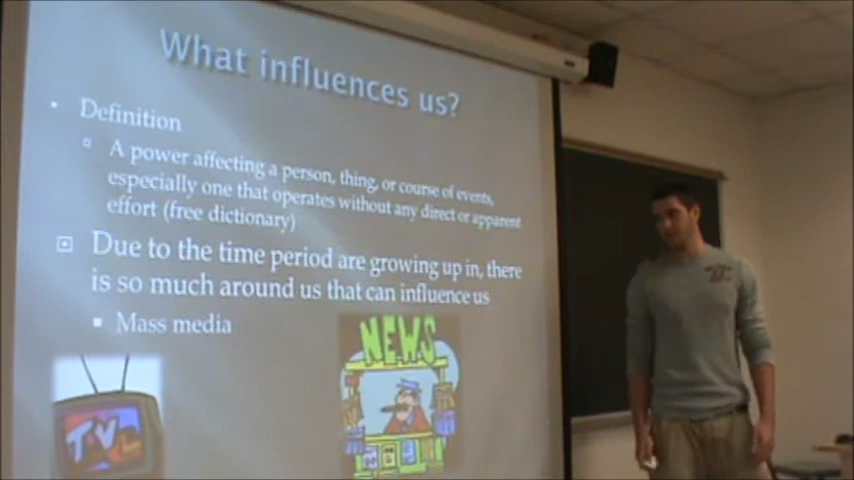 What influences us?
Definition
A power affecting a person, thing, or course of events,
especially one that operates without any direct or apparent
effort (free dictionary)
Due to the time period are growing up in, there
is so much around us that can influence us
Mass media
NEWS
TV